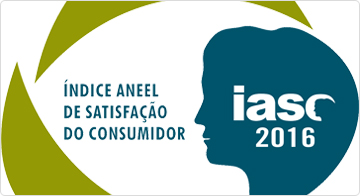 ÍNDICE ANEEL
DE SATISFAÇÃO
DO CONSUMIDOR
iasc
2016